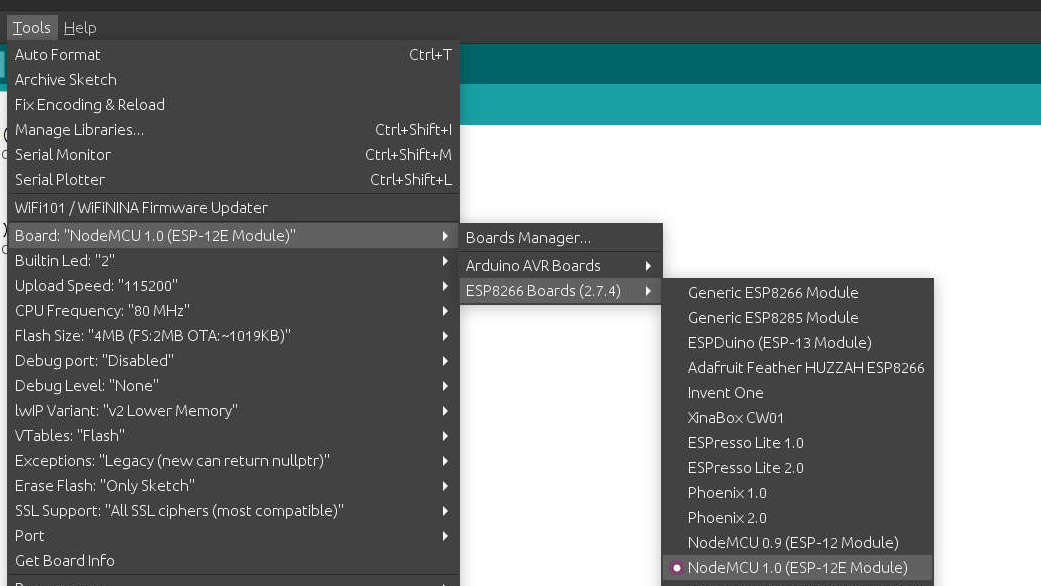 Tools Help
Auto Format Ctrl+T
Archive Sketch
Fix Encoding & Reload
Manage Libraries... Ctrl+Shift+I
Serial Monitor Ctrl+Shift+M
Serial Plotter Ctrl+Shift+L
WiFi101 / WiFiNINA Firmware Updater
Board: "NodeMCU 1.0 (ESP-12E Module)"
Builtin Led: "2"
Upload Speed: "115200"
CPU Frequency: "80 MHz"
Flash Size: "4MB (FS:2MB OTA:~1019KB)"
Debug port: "Disabled"
Debug Level: "None"
lwIP Variant: "v2 Lower Memory"
VTables: "Flash"
Exceptions: "Legacy (new can return nullptr)"
Erase Flash: "Only Sketch"
SSL Support: "All SSL ciphers (most compatible)"
Port
Get Board Info
Boards Manager...
Arduino AVR Boards
ESP8266 Boards (2.7.4)
Generic ESP8266 Module
Generic ESP8285 Module
ESPDuino (ESP-13 Module)
Adafruit Feather HUZZAH ESP8266
Invent One
XinaBox CW01
ESPresso Lite 1.0
ESPresso Lite 2.0
Phoenix 1.0
Phoenix 2.0
NodeMCU 0.9 (ESP-12 Module)
NodeMCU 1.0 (ESP-12E Module)